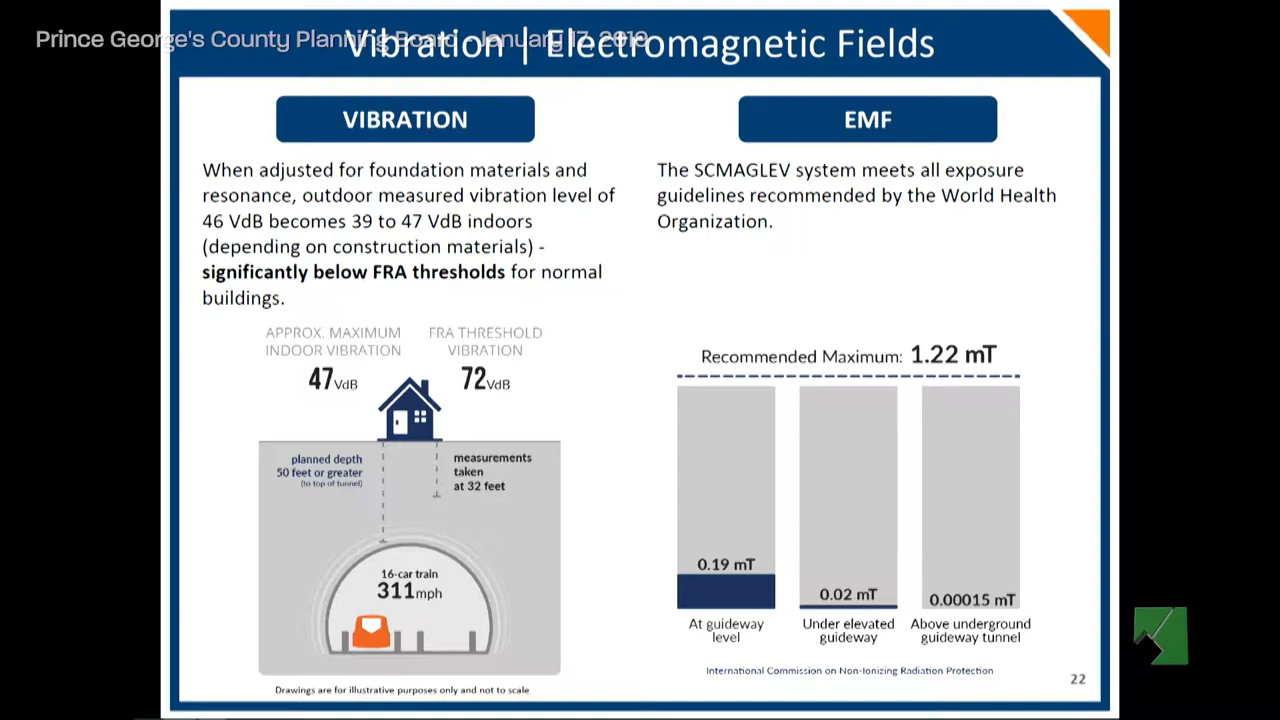 Prince George's County Planning Board - January 17, 2019
Vibration | Electromagnetic Fields
VIBRATION
When adjusted for foundation materials and
resonance, outdoor measured vibration level of
46 VdB becomes 39 to 47 VdB indoors
(depending on construction materials) -
significantly below FRA thresholds for normal
buildings.
APPROX. MAXIMUM
INDOOR VIBRATION
47 VdB
FRA THRESHOLD
VIBRATION
72 VdB
planned depth
50 feet or greater
(to top of tunnel)
measurements
taken
at 32 feet
16-car train
311 mph
Drawings are for illustrative purposes only and not to scale
EMF
The SCMAGLEV system meets all exposure
guidelines recommended by the World Health
Organization.
Recommended Maximum: 1.22 mT
0.19 mT
At guideway
level
0.02 mT
Under elevated
guideway
0.00015 mT
Above underground
guideway tunnel
International Commission on Non-Ionizing Radiation Protection
22